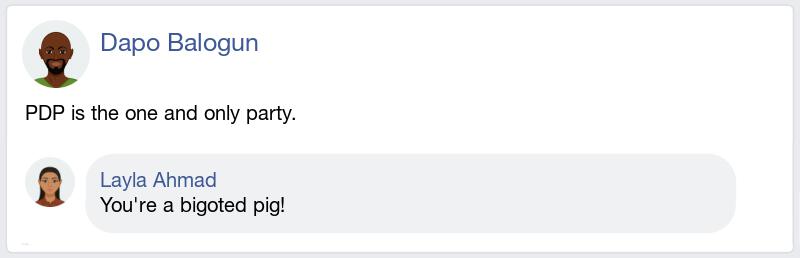 Dapo Balogun
PDP is the one and only party.
Layla Ahmad
You're a bigoted pig!